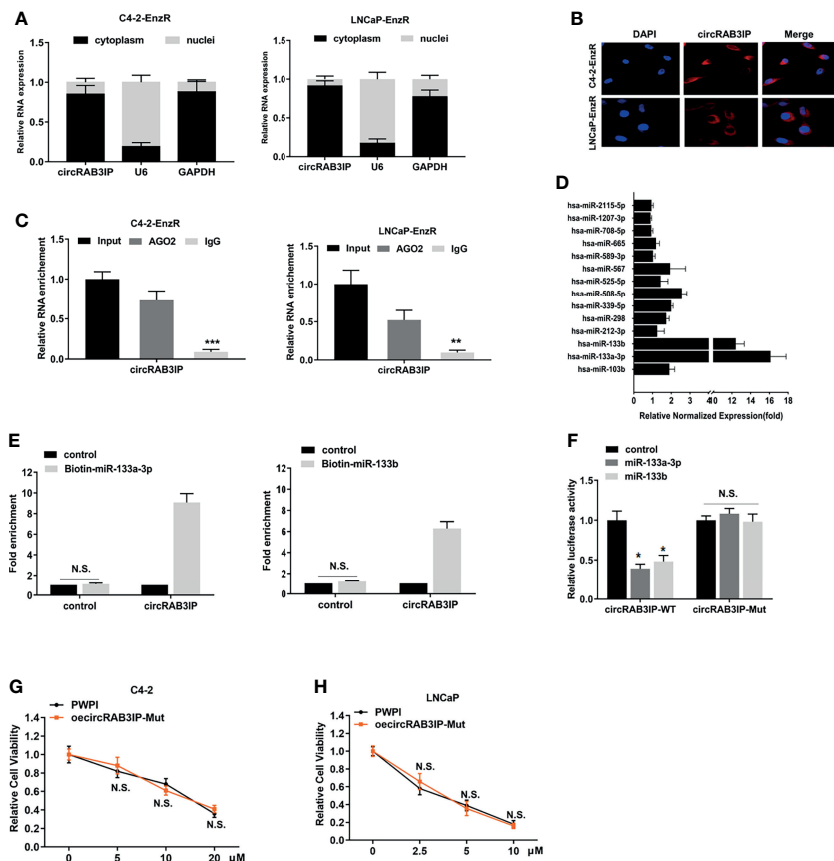 A
C4-2-EnzR
cytoplasm nuclei
Relative RNA expression
1.5
1.0
0.5
0.0
circRAB3IP U6 GAPDH
LNCaP-EnzR
cytoplasm nuclei
Relative RNA expression
1.5
1.0
0.5
0.0
circRAB3IP U6 GAPDH
B
DAPI circRAB3IP Merge
C4-2-EnzR
LNCaP-EnzR
C
C4-2-EnzR
Input AGO2 IgG
Relative RNA enrichement
1.5
1.0
0.5
0.0
***
circRAB3IP
LNCaP-EnzR
Input AGO2 IgG
Relative RNA enrichement
1.5
1.0
0.5
0.0
**
circRAB3IP
D
hsa-miR-2115-5p
hsa-miR-1207-3p
hsa-miR-708-5p
hsa-miR-665
hsa-miR-589-3p
hsa-miR-567
hsa-miR-525-5p
hsa-miR-508-5p
hsa-miR-339-5p
hsa-miR-298
hsa-miR-212-3p
hsa-miR-133b
hsa-miR-133a-3p
hsa-miR-103b
0 1 2 3 4 10 12 14 16 18
Relative Normalized Expression(fold)
E
control
Biotin-miR-133a-3p
Fold enrichment
12
10
8
6
4
2
0
N.S.
control circRAB3IP
control
Biotin-miR-133b
Fold enrichment
12
10
8
6
4
2
0
N.S.
control circRAB3IP
F
control
miR-133a-3p
miR-133b
Relative luciferase activity
1.5
1.0
0.5
0.0
* *
N.S.
circRAB3IP-WT circRAB3IP-Mut
G
C4-2
PWPI
oecircRAB3IP-Mut
Relative Cell Viability
1.4
1.2
1.0
0.8
0.6
0.4
0.2
0.0
N.S.
N.S.
N.S.
0 5 10 20 μM
H
LNCaP
PWPI
oecircRAB3IP-Mut
Relative Cell Viability
1.4
1.2
1.0
0.8
0.6
0.4
0.2
0.0
N.S.
N.S.
N.S.
0 2.5 5 10 μM